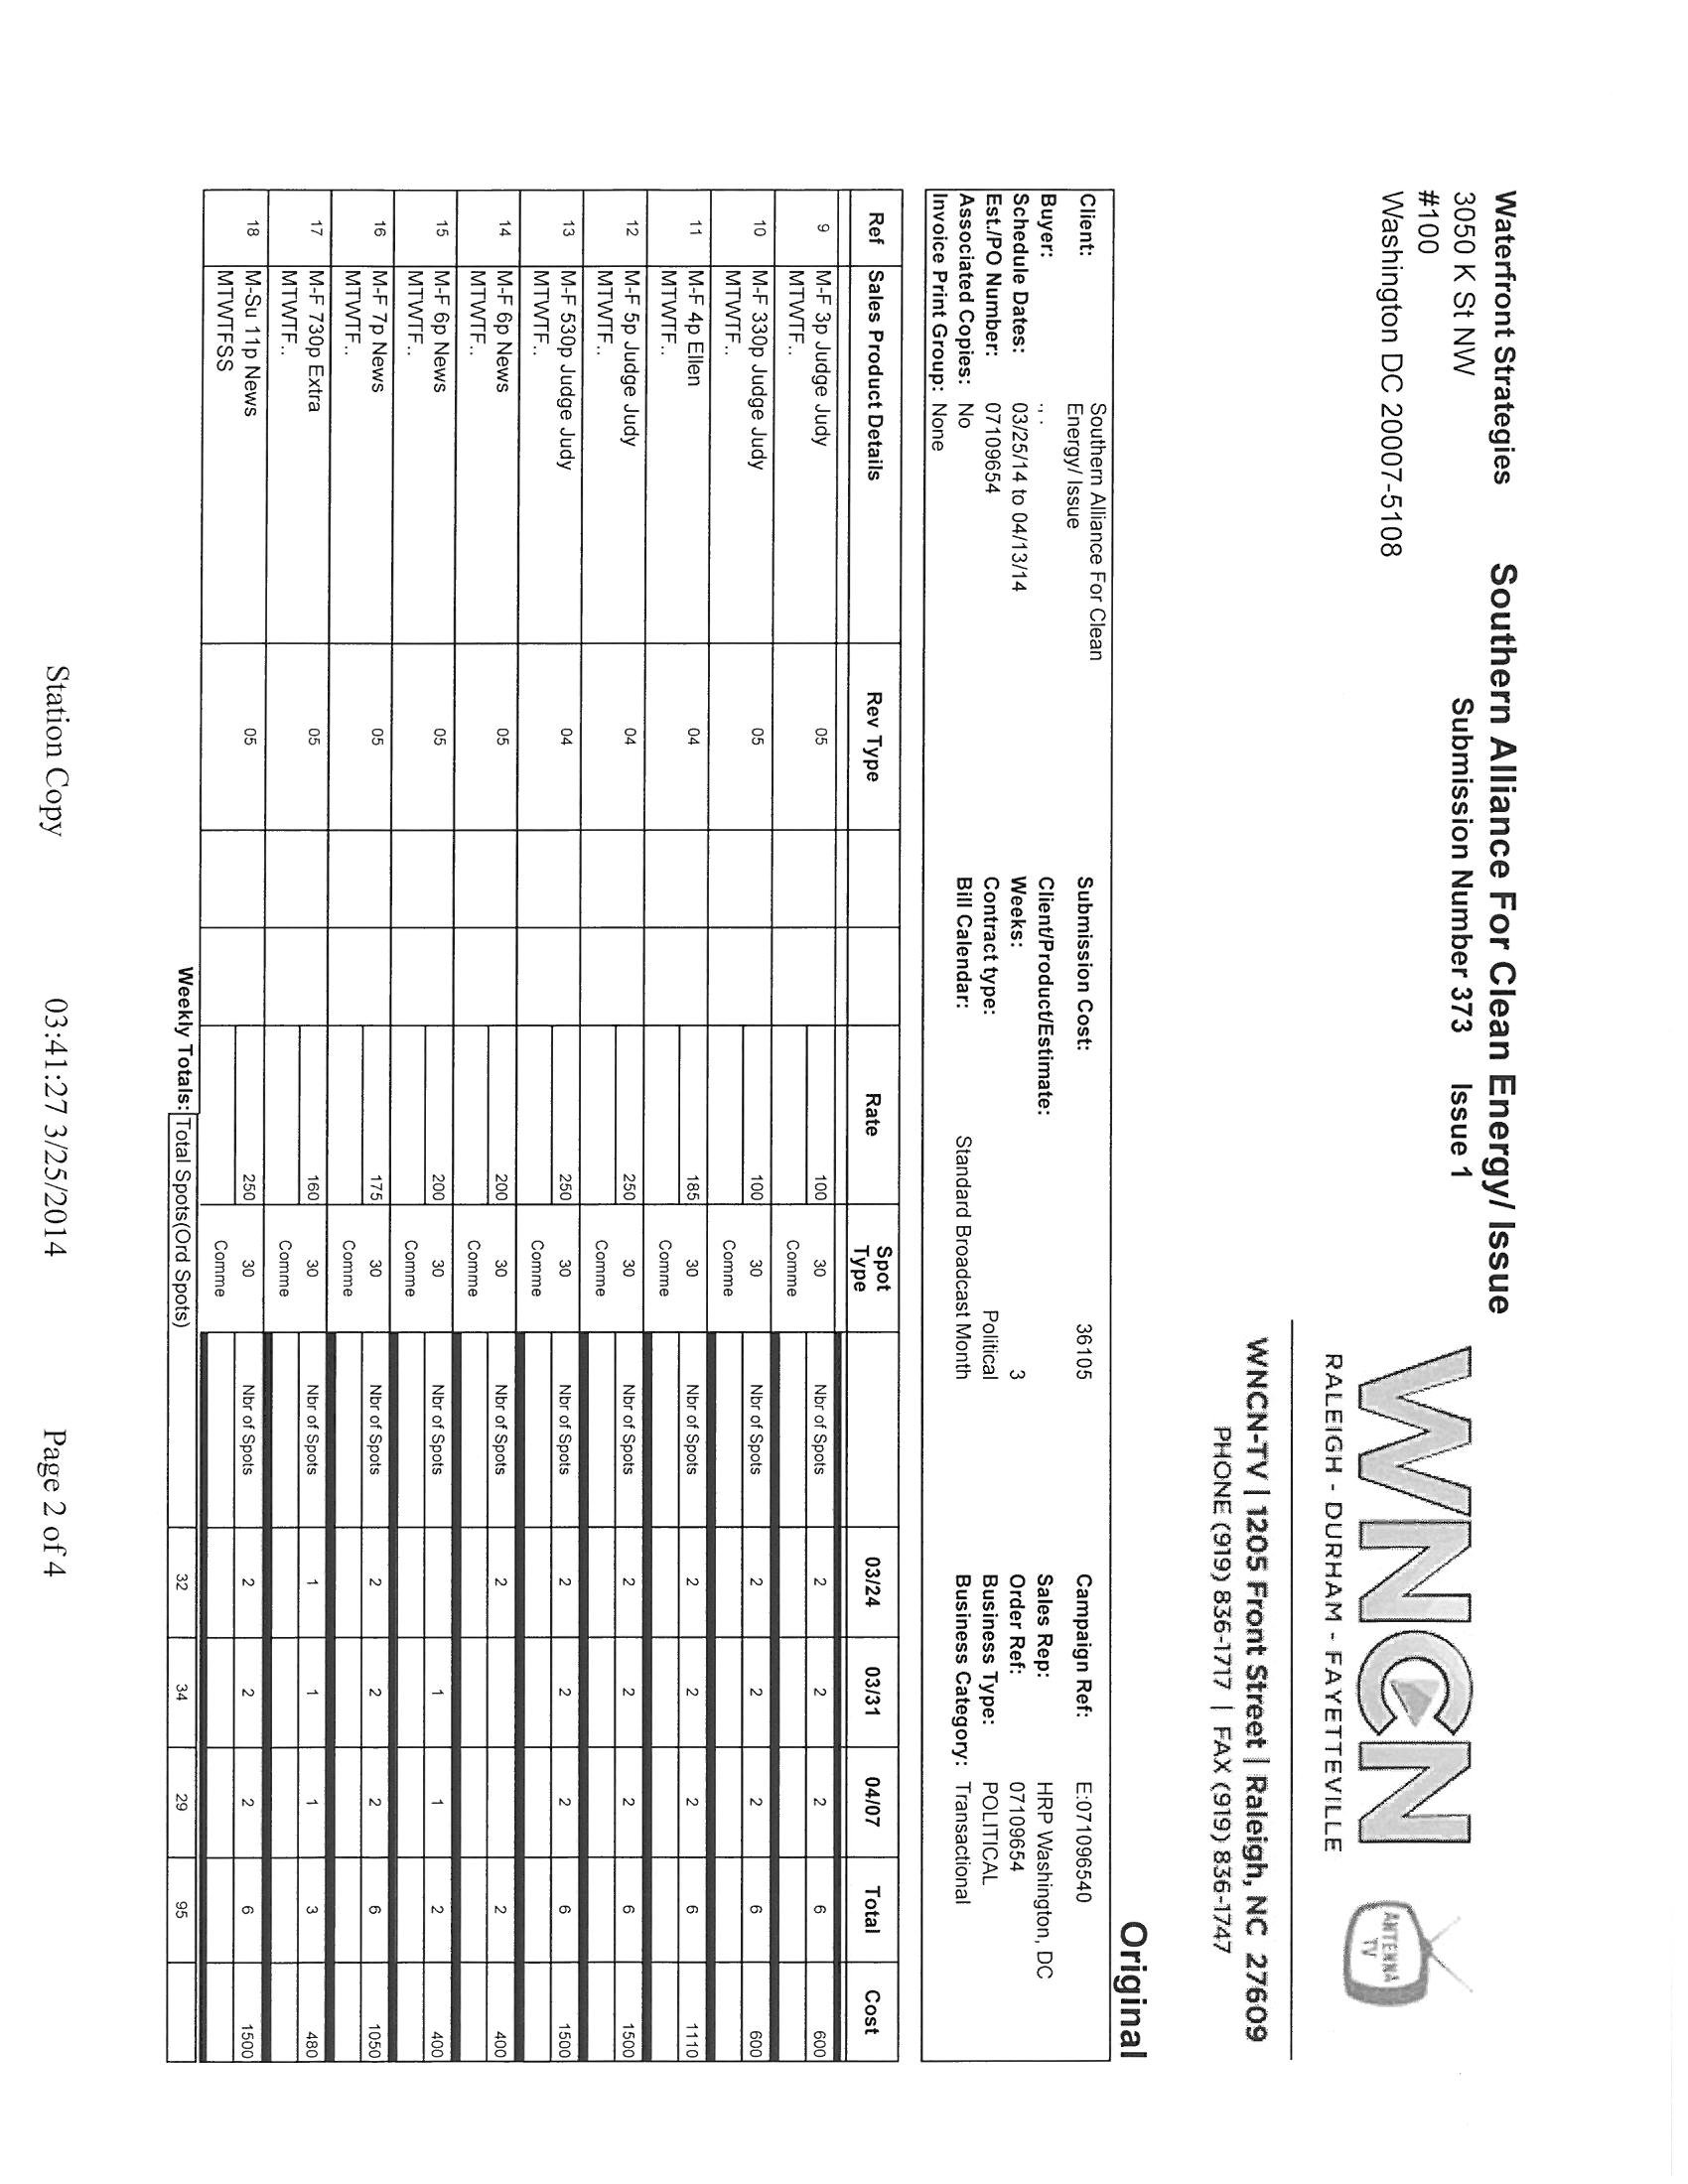 Waterfront Strategies
3050 K St NW
#100
Washington DC 20007-5108
Southern Alliance For Clean Energy/ Issue
Submission Number 373 Issue 1
WNCN
RALEIGH - DURHAM - FAYETTEVILLE
ANTENNA
TV
WNCN-TV | 1205 Front Street | Raleigh, NC 27609
PHONE (919) 836-1717 | FAX (919) 836-1747
Original
Client: Southern Alliance For Clean
Energy/ Issue
Buyer: , ,
Schedule Dates: 03/25/14 to 04/13/14
Est./PO Number: 07109654
Associated Copies: No
Invoice Print Group: None
Submission Cost: 36105
Client/Product/Estimate:
Weeks: 3
Contract type: Political
Bill Calendar: Standard Broadcast Month
Campaign Ref: E:071096540
Sales Rep: HRP Washington, DC
Order Ref: 07109654
Business Type: POLITICAL
Business Category: Transactional
Ref Sales Product Details Rev Type Rate Spot Type 03/24 03/31 04/07 Total Cost
9 M-F 3p Judge Judy 05 100 30 Nbr of Spots 2 2 2 6 600
MTWTF.. Comme
10 M-F 330p Judge Judy 05 100 30 Nbr of Spots 2 2 2 6 600
MTWTF.. Comme
11 M-F 4p Ellen 04 185 30 Nbr of Spots 2 2 2 6 1110
MTWTF.. Comme
12 M-F 5p Judge Judy 04 250 30 Nbr of Spots 2 2 2 6 1500
MTWTF.. Comme
13 M-F 530p Judge Judy 04 250 30 Nbr of Spots 2 2 2 6 1500
MTWTF.. Comme
14 M-F 6p News 05 200 30 Nbr of Spots 2 2 400
MTWTF.. Comme
15 M-F 6p News 05 200 30 Nbr of Spots 1 1 2 400
MTWTF.. Comme
16 M-F 7p News 05 175 30 Nbr of Spots 2 2 2 6 1050
MTWTF.. Comme
17 M-F 730p Extra 05 160 30 Nbr of Spots 1 1 1 3 480
MTWTF.. Comme
18 M-Su 11p News 05 250 30 Nbr of Spots 2 2 2 6 1500
MTWTFSS Comme
Weekly Totals: Total Spots(Ord Spots) 32 34 29 95
Station Copy 03:41:27 3/25/2014 Page 2 of 4